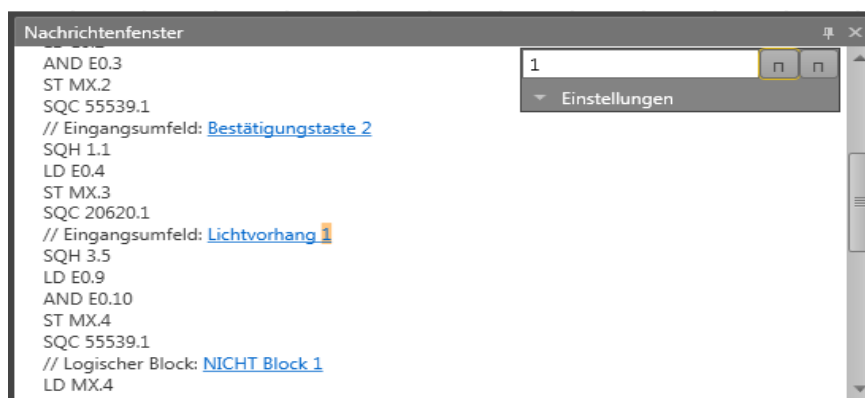 Nachrichtenfenster
AND E0.3
ST MX.2
SQC 55539.1
// Eingangsumfeld: Bestätigungstaste 2
SQH 1.1
LD E0.4
ST MX.3
SQC 20620.1
// Eingangsumfeld: Lichtvorhang 1
SQH 3.5
LD E0.9
AND E0.10
ST MX.4
SQC 55539.1
// Logischer Block: NICHT Block 1
LD MX.4
1
Einstellungen